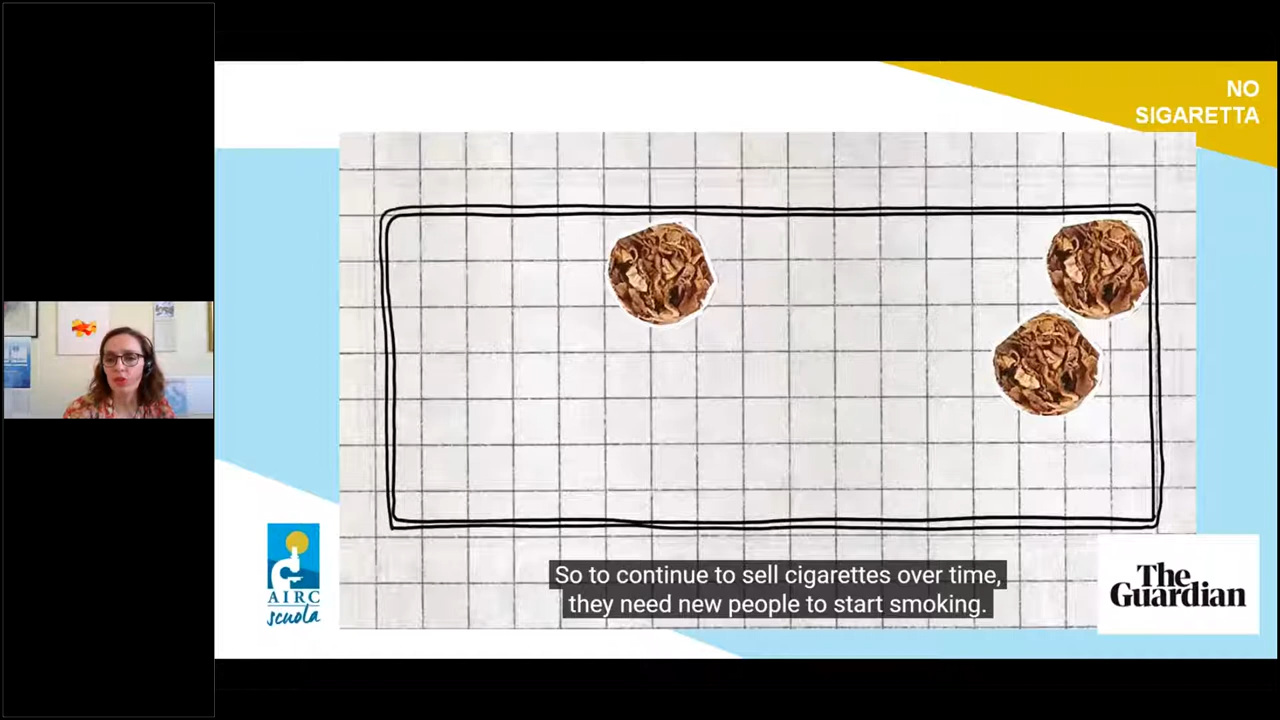 NO
SIGARETTA
So to continue to sell cigarettes over time,
they need new people to start smoking.
AIRC
scuola
The
Guardian